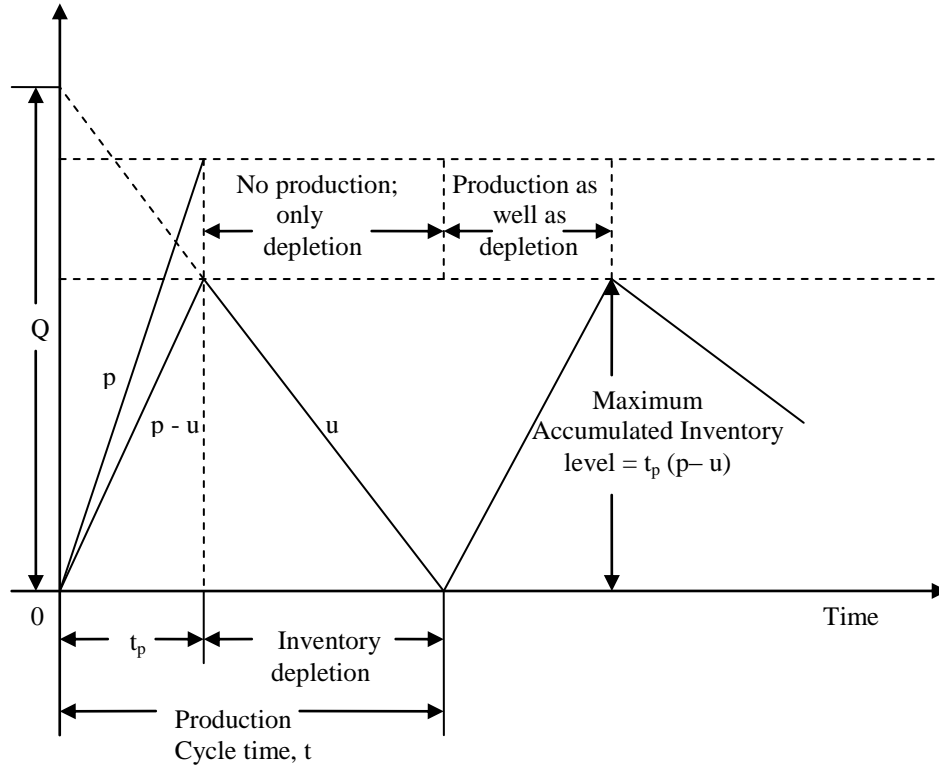 No production;
only
depletion
Production as
well as
depletion
Q
p
p - u
u
Maximum
Accumulated Inventory
level = tₚ (p– u)
0
Time
tₚ
Inventory
depletion
Production
Cycle time, t